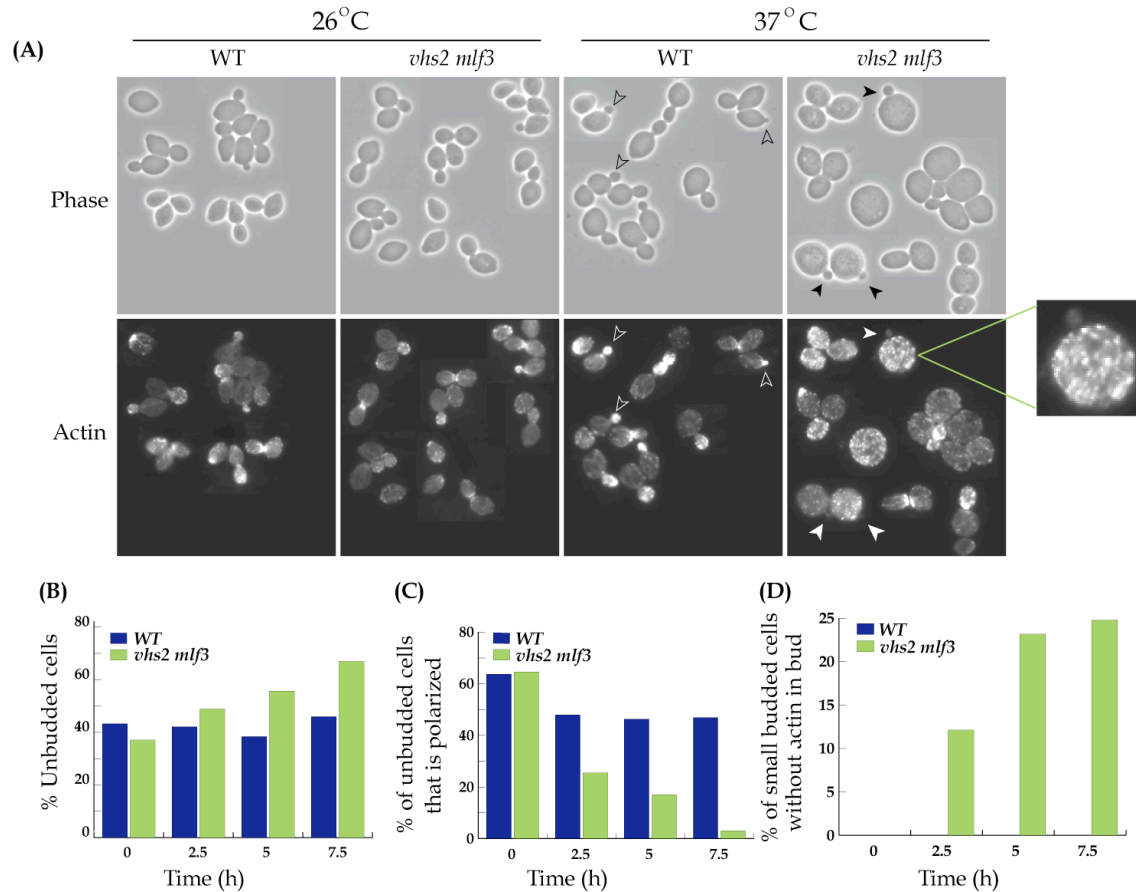 26°C 37°C
(A) WT vhs2 mlf3 WT vhs2 mlf3
Phase
Actin
(B)
80
60
40
20
0
% Unbudded cells
WT
vhs2 mlf3
0 2.5 5 7.5
Time (h)
(C)
80
60
40
20
0
% of unbudded cells
that is polarized
WT
vhs2 mlf3
0 2.5 5 7.5
Time (h)
(D)
25
20
15
10
5
0
% of small budded cells
without actin in bud
WT
vhs2 mlf3
0 2.5 5 7.5
Time (h)